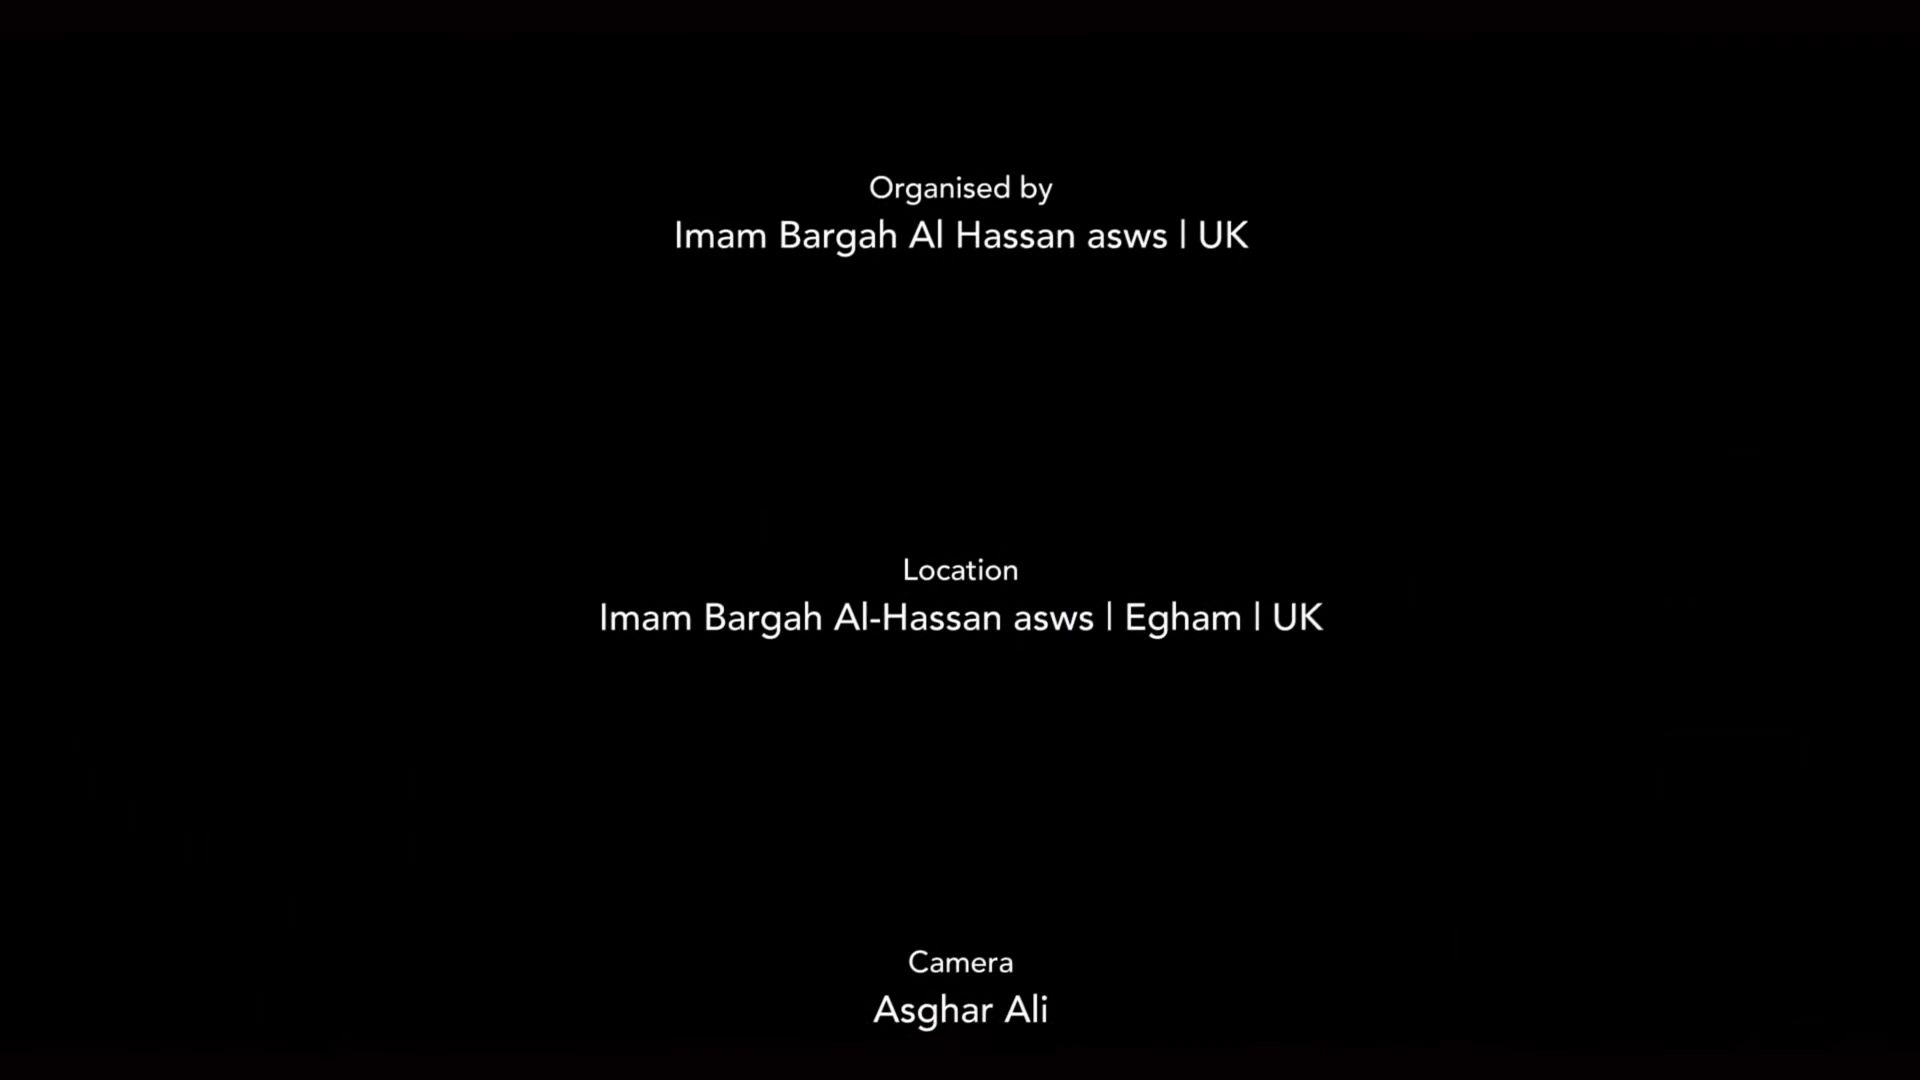 Organised by
Imam Bargah Al Hassan asws | UK
Location
Imam Bargah Al-Hassan asws | Egham | UK
Camera
Asghar Ali